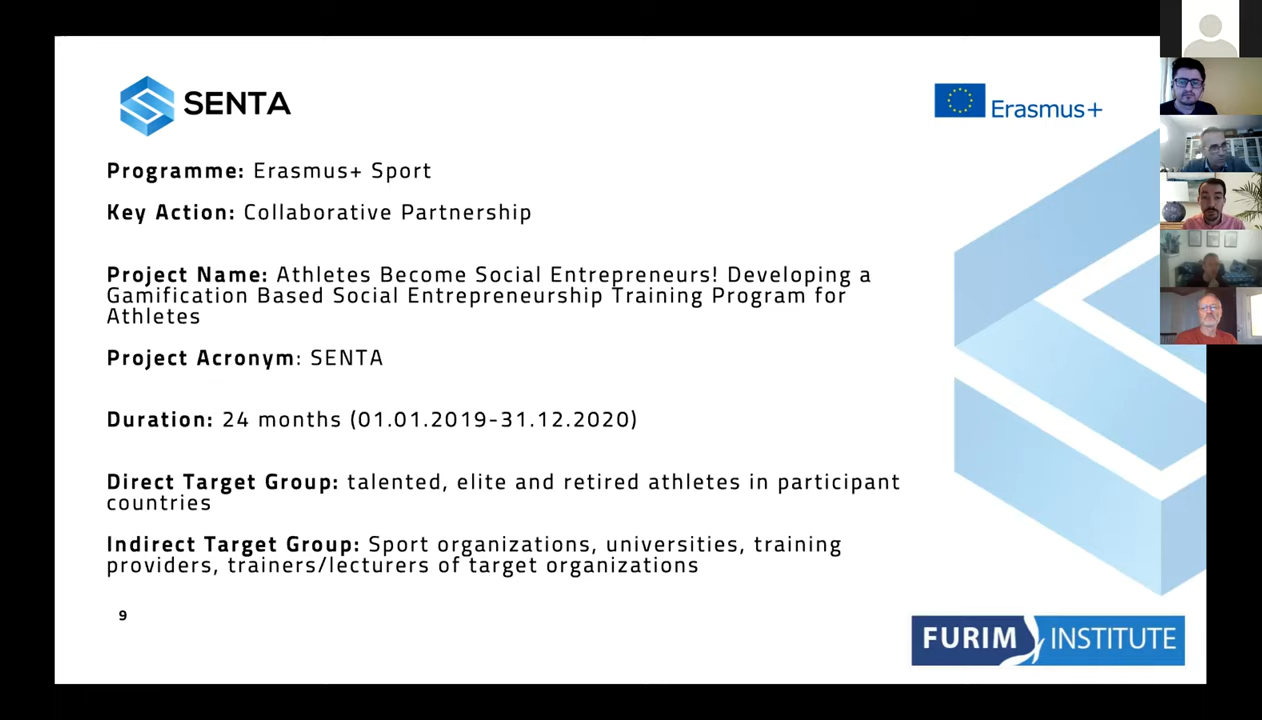 SENTA
Erasmus+
Programme: Erasmus+ Sport
Key Action: Collaborative Partnership
Project Name: Athletes Become Social Entrepreneurs! Developing a
Gamification Based Social Entrepreneurship Training Program for
Athletes
Project Acronym: SENTA
Duration: 24 months (01.01.2019-31.12.2020)
Direct Target Group: talented, elite and retired athletes in participant
countries
Indirect Target Group: Sport organizations, universities, training
providers, trainers/lecturers of target organizations
9
FURIM INSTITUTE